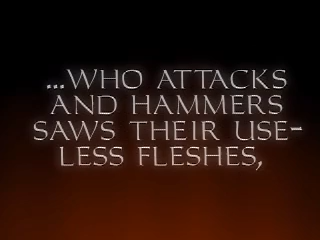 ...WHO ATTACKS
AND HAMMERS
SAWS THEIR USE-
LESS FLESHES,